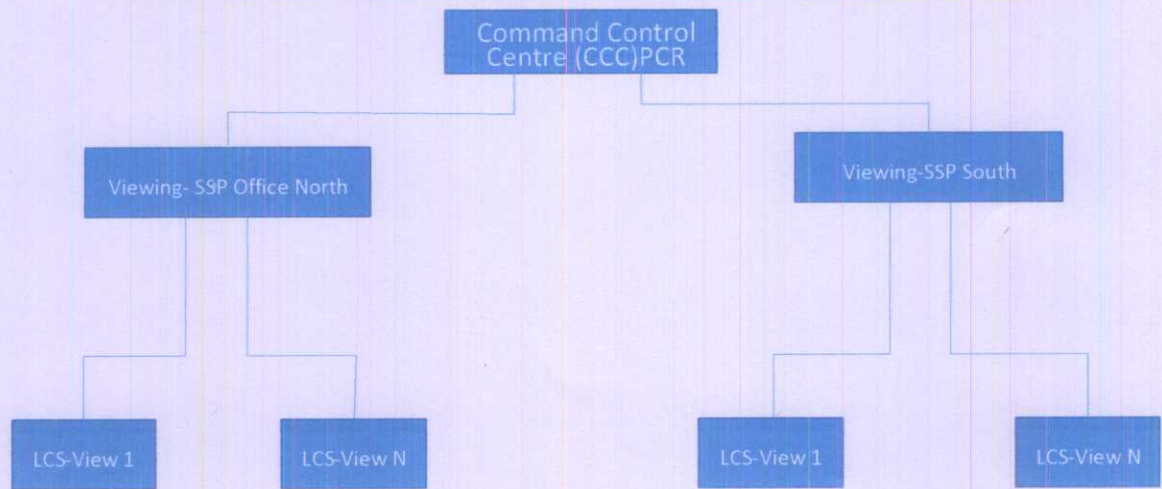 Command Control
Centre (CCC)PCR
Viewing- SSP Office North
Viewing-SSP South
LCS-View 1
LCS-View N
LCS-View 1
LCS-View N